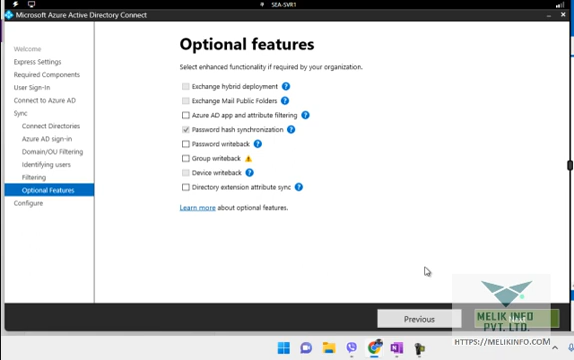 SEA-SVR1
Microsoft Azure Active Directory Connect
Welcome
Express Settings
Required Components
User Sign-In
Connect to Azure AD
Sync
Connect Directories
Azure AD sign-in
Domain/OU Filtering
Identifying users
Filtering
Optional Features
Configure
Optional features
Select enhanced functionality if required by your organization.
Exchange hybrid deployment
Exchange Mail Public Folders
Azure AD app and attribute filtering
Password hash synchronization
Password writeback
Group writeback
Device writeback
Directory extension attribute sync
Learn more about optional features.
Previous
MELIK INFO
PVT. LTD.
HTTPS://MELIKINFO.COM